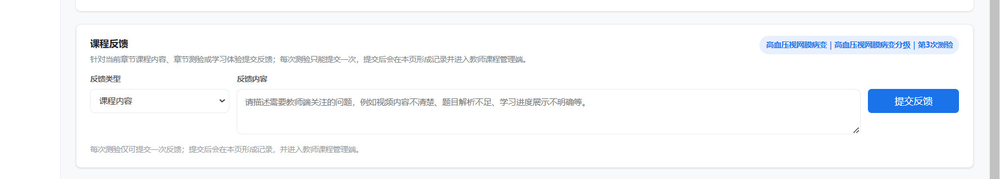 课程反馈
高血压视网膜病变 | 高血压视网膜病变分级 | 第3次测验
针对当前章节课程内容、章节测验或学习体验提交反馈；每次测验只能提交一次，提交后会在本页形成记录并进入教师课程管理端。
反馈类型
反馈内容
课程内容
请描述需要教师端关注的问题，例如视频内容不清楚、题目解析不足、学习进度展示不明确等。
提交反馈
每次测验仅可提交一次反馈；提交后会在本页形成记录，并进入教师课程管理端。